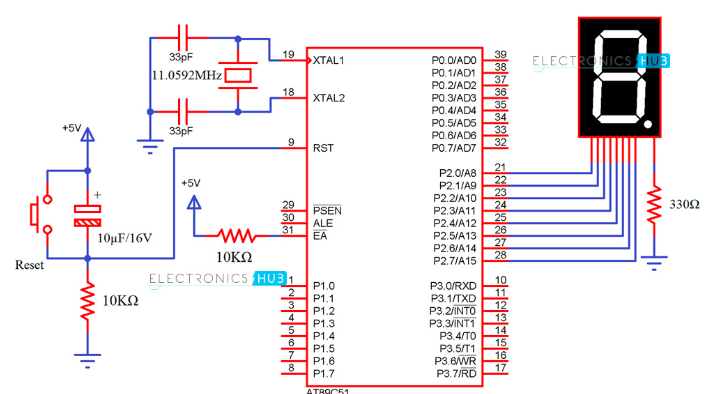 33pF
11.0592MHz
33pF
19 XTAL1
18 XTAL2
9 RST
29 PSEN
30 ALE
31 EA
1 P1.0
2 P1.1
3 P1.2
4 P1.3
5 P1.4
6 P1.5
7 P1.6
8 P1.7
P0.0/AD0 39
P0.1/AD1 38
P0.2/AD2 37
P0.3/AD3 36
P0.4/AD4 35
P0.5/AD5 34
P0.6/AD6 33
P0.7/AD7 32
P2.0/A8 21
P2.1/A9 22
P2.2/A10 23
P2.3/A11 24
P2.4/A12 25
P2.5/A13 26
P2.6/A14 27
P2.7/A15 28
P3.0/RXD 10
P3.1/TXD 11
P3.2/INT0 12
P3.3/INT1 13
P3.4/T0 14
P3.5/T1 15
P3.6/WR 16
P3.7/RD 17
AT89C51
+5V
+
10µF/16V
Reset
10KΩ
+5V
10KΩ
ELECTRONICS HUB
ELECTRONICS HUB
8.
330Ω